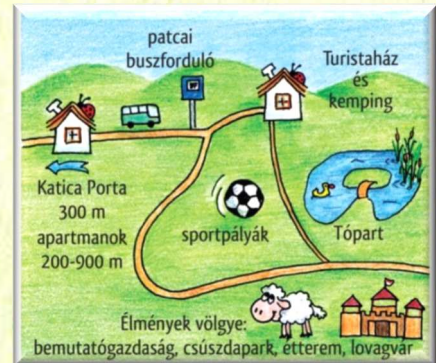 patcai
buszforduló
Turistaház
és
kemping
Katica Porta
300 m
apartmanok
200-900 m
sportpályák
Tópart
Élmények völgye:
bemutatógazdaság, csúszdapark, étterem, lovagvár